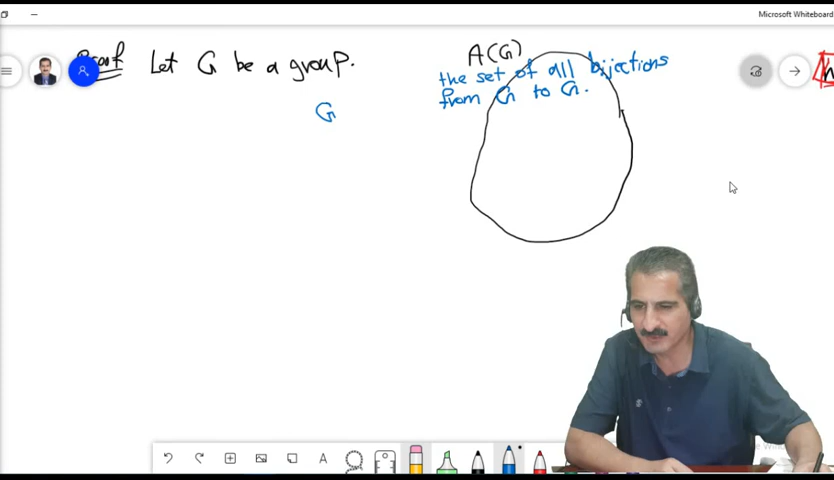 Microsoft Whiteboard
Proof Let G be a group.
A(G)
the set of all bijections
from G to G.
G